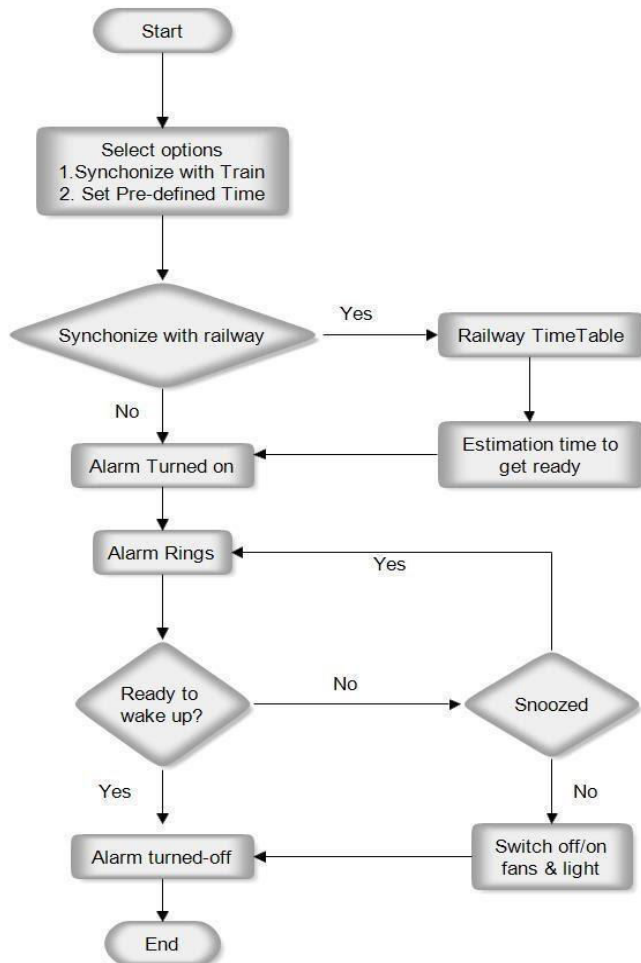 Start
Select options
1.Synchronize with Train
2. Set Pre-defined Time
Synchonize with railway
Yes
Railway TimeTable
No
Estimation time to
get ready
Alarm Turned on
Alarm Rings
Yes
Ready to
wake up?
No
Snoozed
Yes
No
Alarm turned-off
Switch off/on
fans & light
End